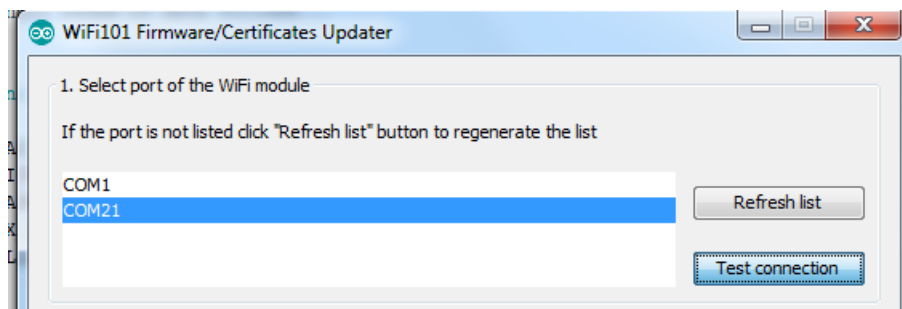 WiFi101 Firmware/Certificates Updater
1. Select port of the WiFi module
If the port is not listed click "Refresh list" button to regenerate the list
COM1
COM21
Refresh list
Test connection